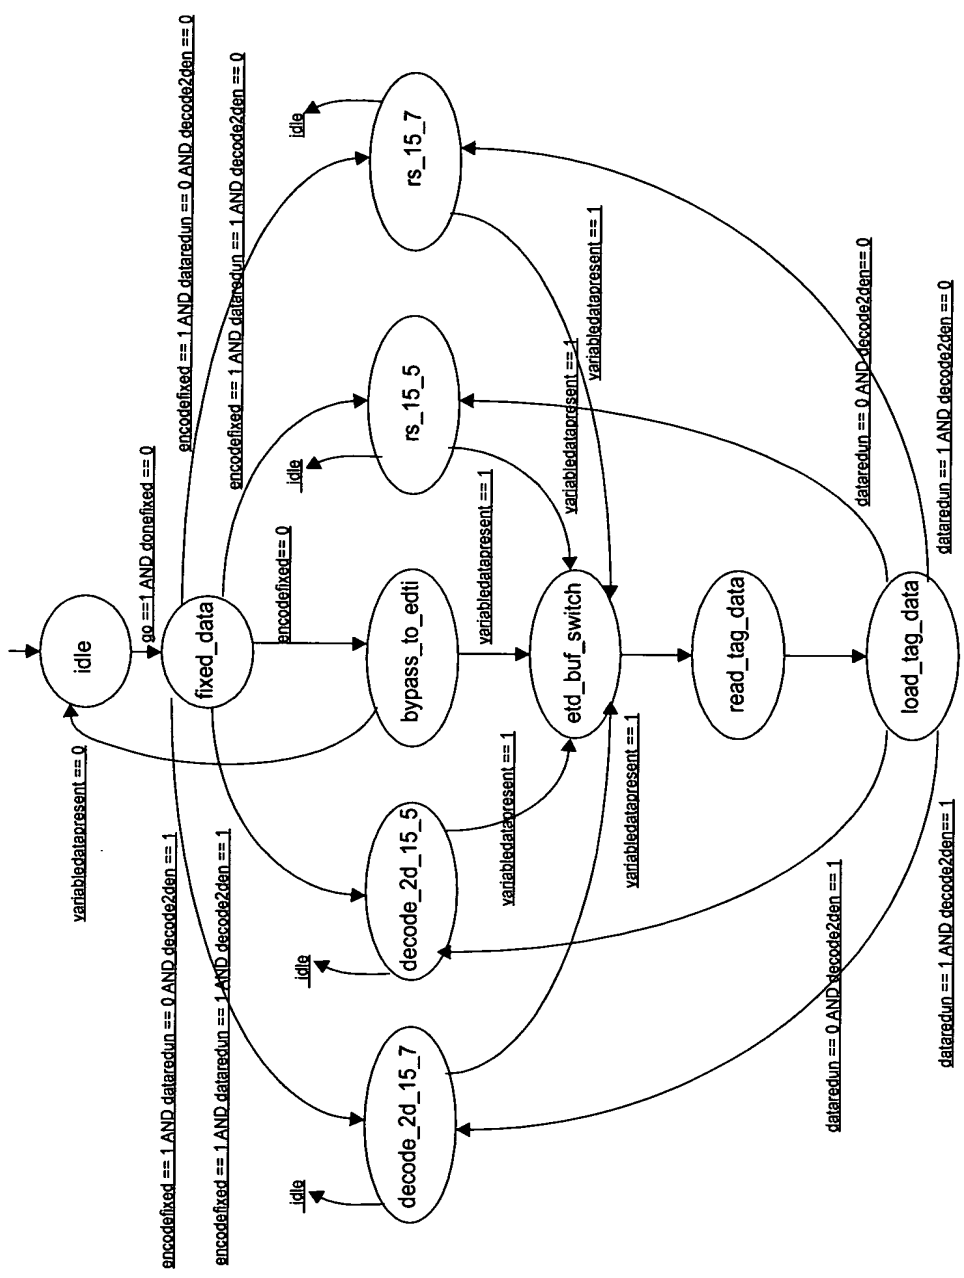 idle
go ==1 AND donefixed == 0
variabledatapresent == 0
fixed_data
encodefixed == 1 AND dataredun == 0 AND decode2den == 1
encodefixed == 1 AND dataredun == 1 AND decode2den == 1
encodefixed== 0
encodefixed == 1 AND dataredun == 1 AND decode2den == 0
encodefixed == 1 AND dataredun == 0 AND decode2den == 0
idle
idle
idle
idle
decode_2d_15_7
decode_2d_15_5
bypass_to_edti
rs_15_5
rs_15_7
variabledatapresent == 1
variabledatapresent == 1
variabledatapresent == 1
variabledatapresent == 1
variabledatapresent == 1
etd_buf_switch
read_tag_data
load_tag_data
dataredun == 0 AND decode2den == 1
dataredun == 1 AND decode2den== 1
dataredun == 0 AND decode2den== 0
dataredun == 1 AND decode2den == 0